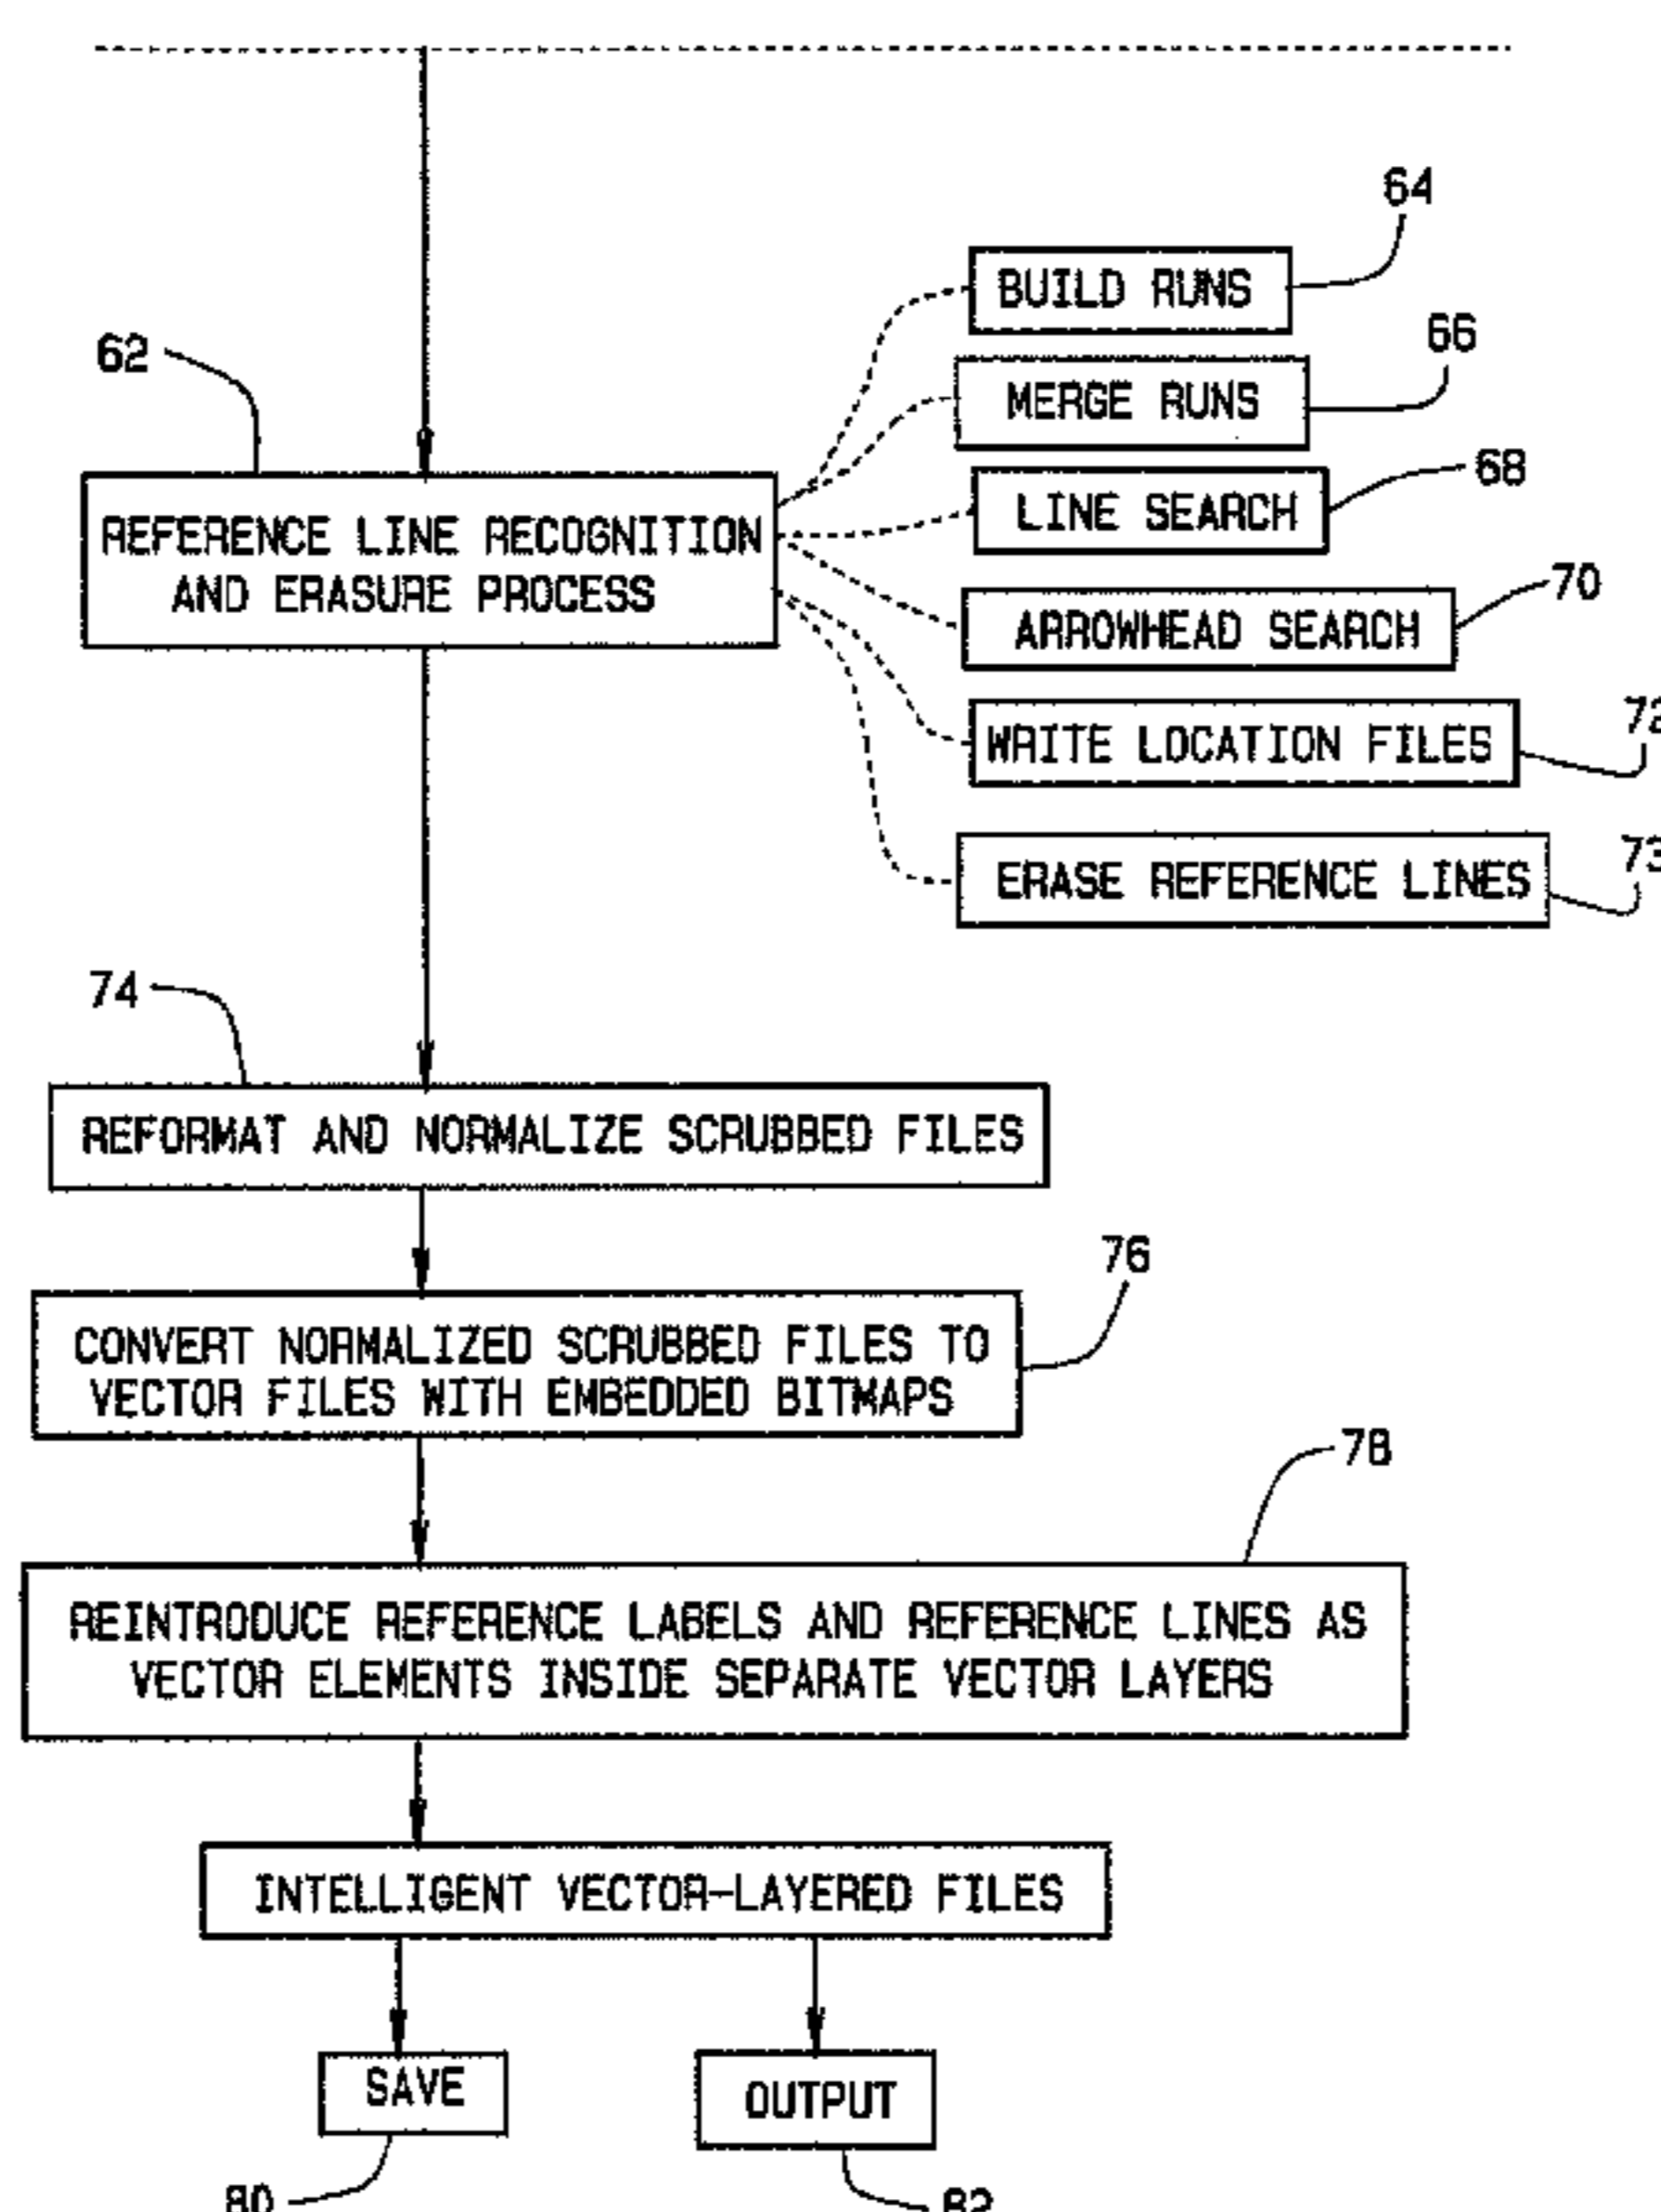 64
BUILD RUNS
66
62
MERGE RUNS
68
LINE SEARCH
REFERENCE LINE RECOGNITION
AND ERASURE PROCESS
70
ARROWHEAD SEARCH
72
WRITE LOCATION FILES
73
ERASE REFERENCE LINES
74
REFORMAT AND NORMALIZE SCRUBBED FILES
76
CONVERT NORMALIZED SCRUBBED FILES TO
VECTOR FILES WITH EMBEDDED BITMAPS
78
REINTRODUCE REFERENCE LABELS AND REFERENCE LINES AS
VECTOR ELEMENTS INSIDE SEPARATE VECTOR LAYERS
INTELLIGENT VECTOR-LAYERED FILES
SAVE
OUTPUT
80
82